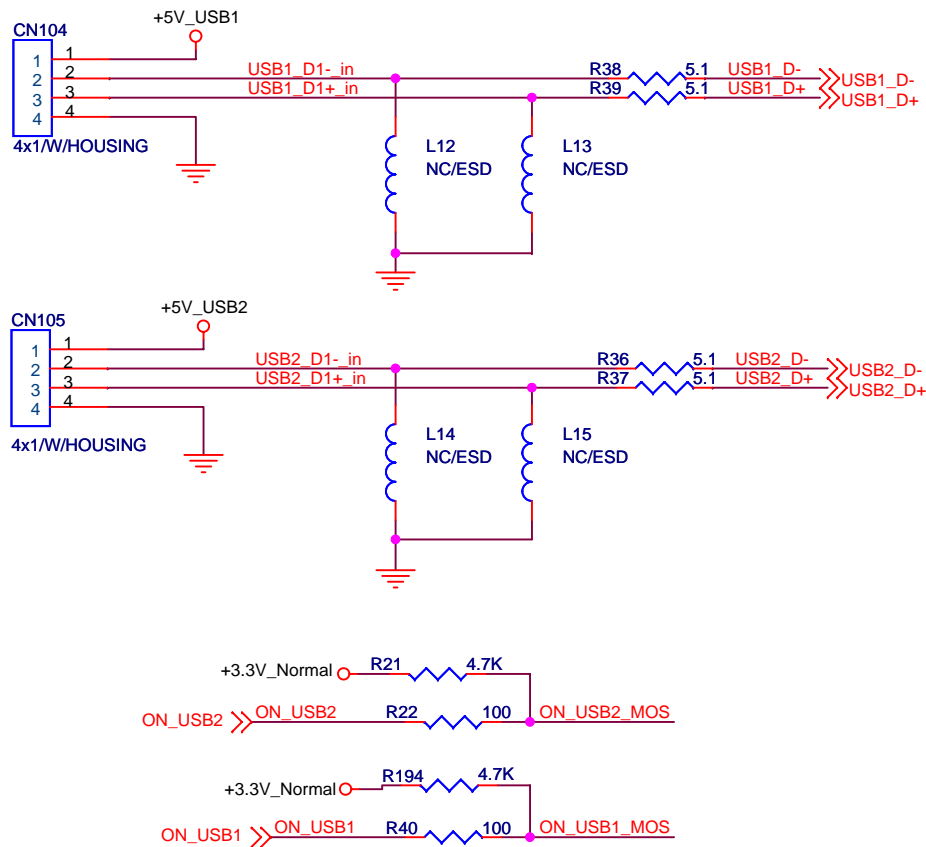 CN104
+5V_USB1
1 1
2 2 USB1_D1-_in R38 5.1 USB1_D- USB1_D-
3 3 USB1_D1+_in R39 5.1 USB1_D+ USB1_D+
4 4
4x1/W/HOUSING
L12 L13
NC/ESD NC/ESD
CN105
+5V_USB2
1 1
2 2 USB2_D1-_in R36 5.1 USB2_D- USB2_D-
3 3 USB2_D1+_in R37 5.1 USB2_D+ USB2_D+
4 4
4x1/W/HOUSING
L14 L15
NC/ESD NC/ESD
+3.3V_Normal R21 4.7K
ON_USB2 ON_USB2 R22 100 ON_USB2_MOS
+3.3V_Normal R194 4.7K
ON_USB1 ON_USB1 R40 100 ON_USB1_MOS